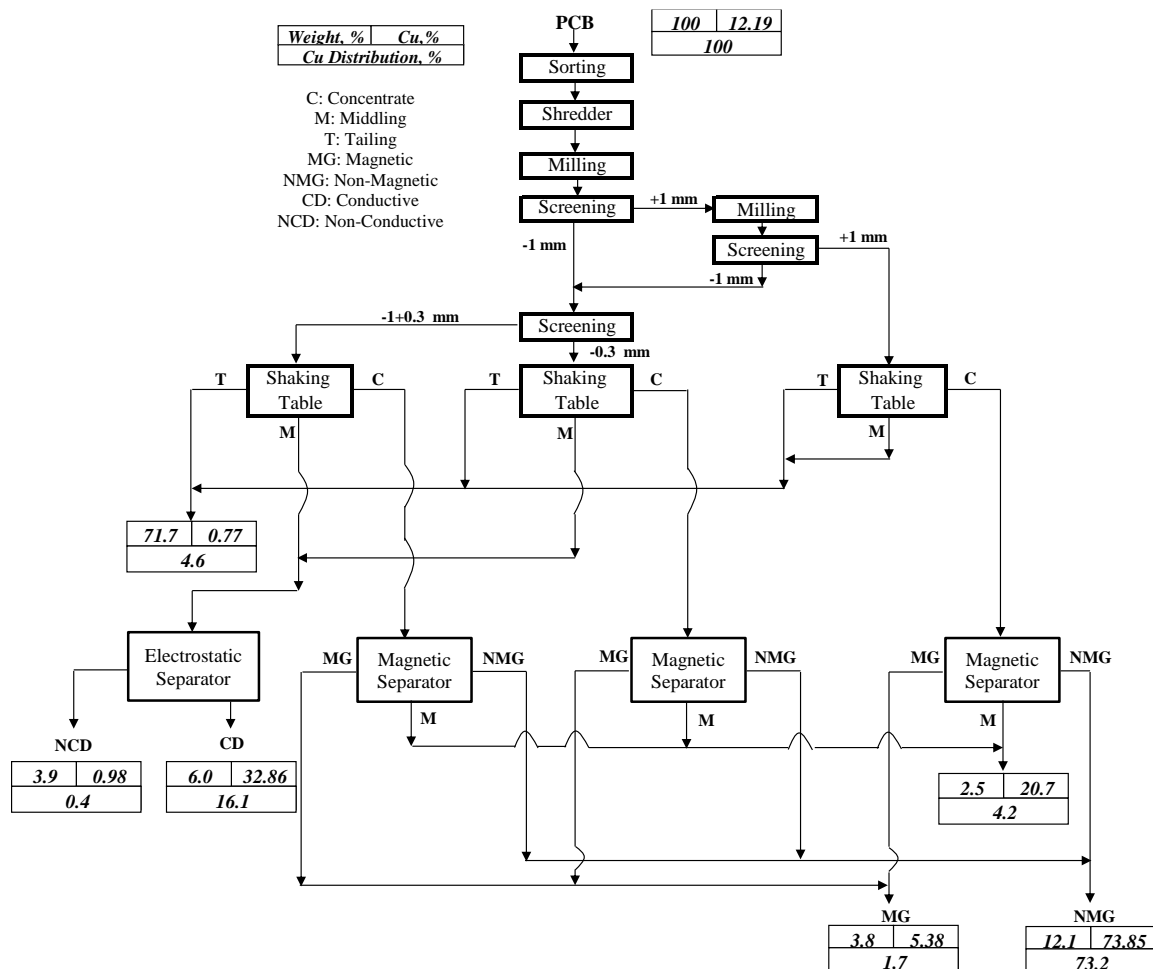 PCB
100 12.19
100
Weight, % Cu,%
Cu Distribution, %
Sorting
C: Concentrate
M: Middling
T: Tailing
MG: Magnetic
NMG: Non-Magnetic
CD: Conductive
NCD: Non-Conductive
Shredder
Milling
Screening
+1 mm
Milling
-1 mm
Screening
+1 mm
-1 mm
-1+0.3 mm
Screening
-0.3 mm
T
Shaking
Table
C
M
T
Shaking
Table
C
M
T
Shaking
Table
C
M
71.7 0.77
4.6
Electrostatic
Separator
MG
Magnetic
Separator
NMG
M
MG
Magnetic
Separator
NMG
M
MG
Magnetic
Separator
NMG
M
NCD
3.9 0.98
0.4
CD
6.0 32.86
16.1
2.5 20.7
4.2
MG
3.8 5.38
1.7
NMG
12.1 73.85
73.2